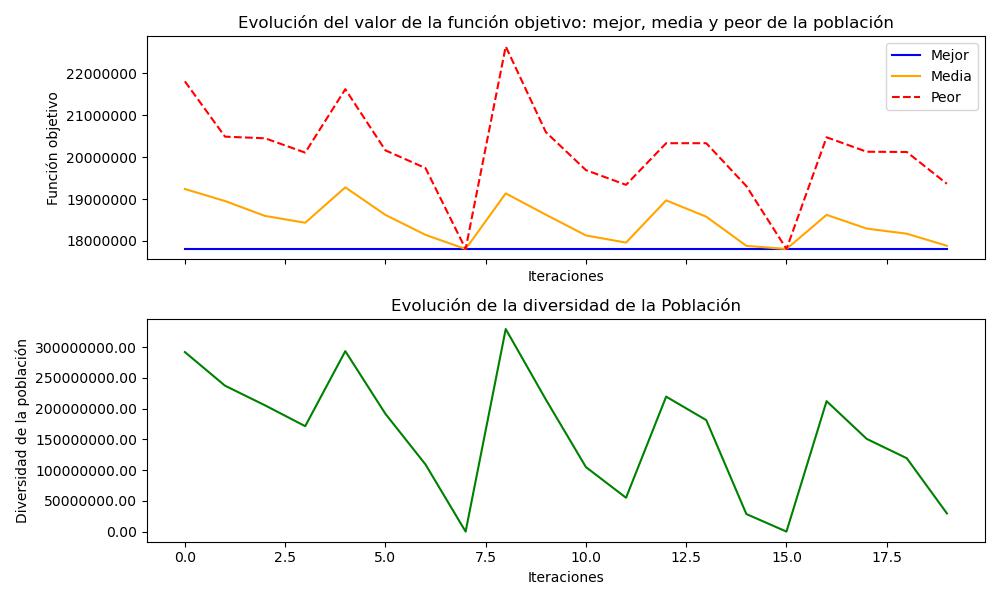 Evolución del valor de la función objetivo: mejor, media y peor de la población
Función objetivo
22000000
21000000
20000000
19000000
18000000
Mejor
Media
Peor
Iteraciones
Evolución de la diversidad de la Población
Diversidad de la población
300000000.00
250000000.00
200000000.00
150000000.00
100000000.00
50000000.00
0.00
0.0 2.5 5.0 7.5 10.0 12.5 15.0 17.5
Iteraciones